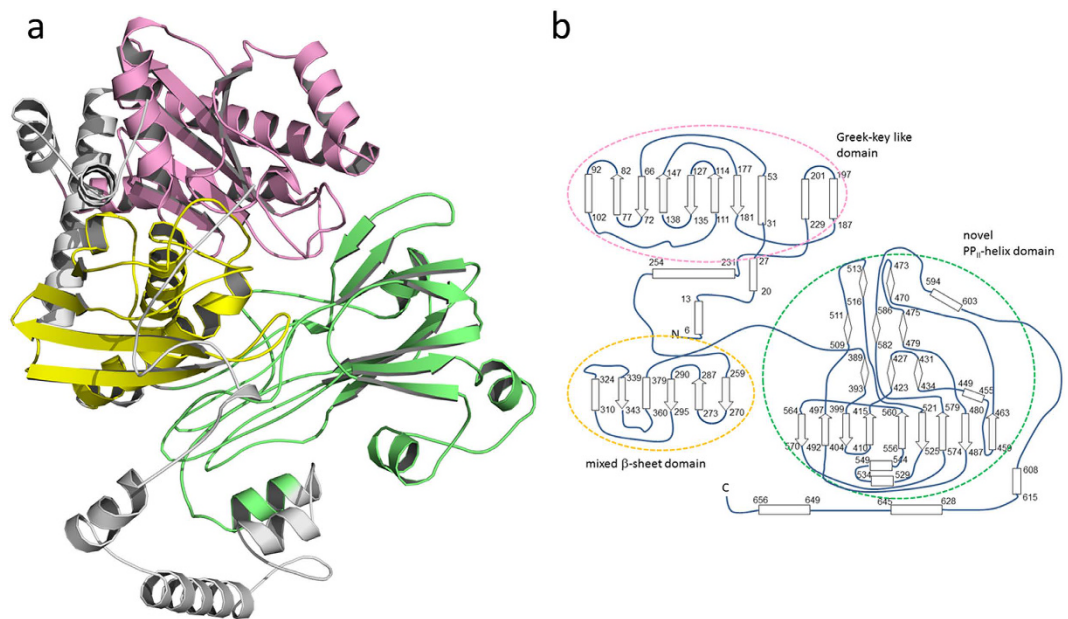 a
b
Greek-key like
domain
92 82 66 147 127 114 177 53 201 197
102 77 72 138 135 111 181 31 229 187
254 231 27
20
13
6
N
novel
PPII-helix domain
513 473 594
603
516 470
511 586 475
509 582 479
389 427 431
393 423 434 449 455
324 339 379 290 287 259
310 343 360 295 273 270
mixed β-sheet domain
564 497 399 415 560 521 579 480 463
570 492 404 410 556 525 574 487 459
549 544
534 529
608
615
C
656 649 645 628